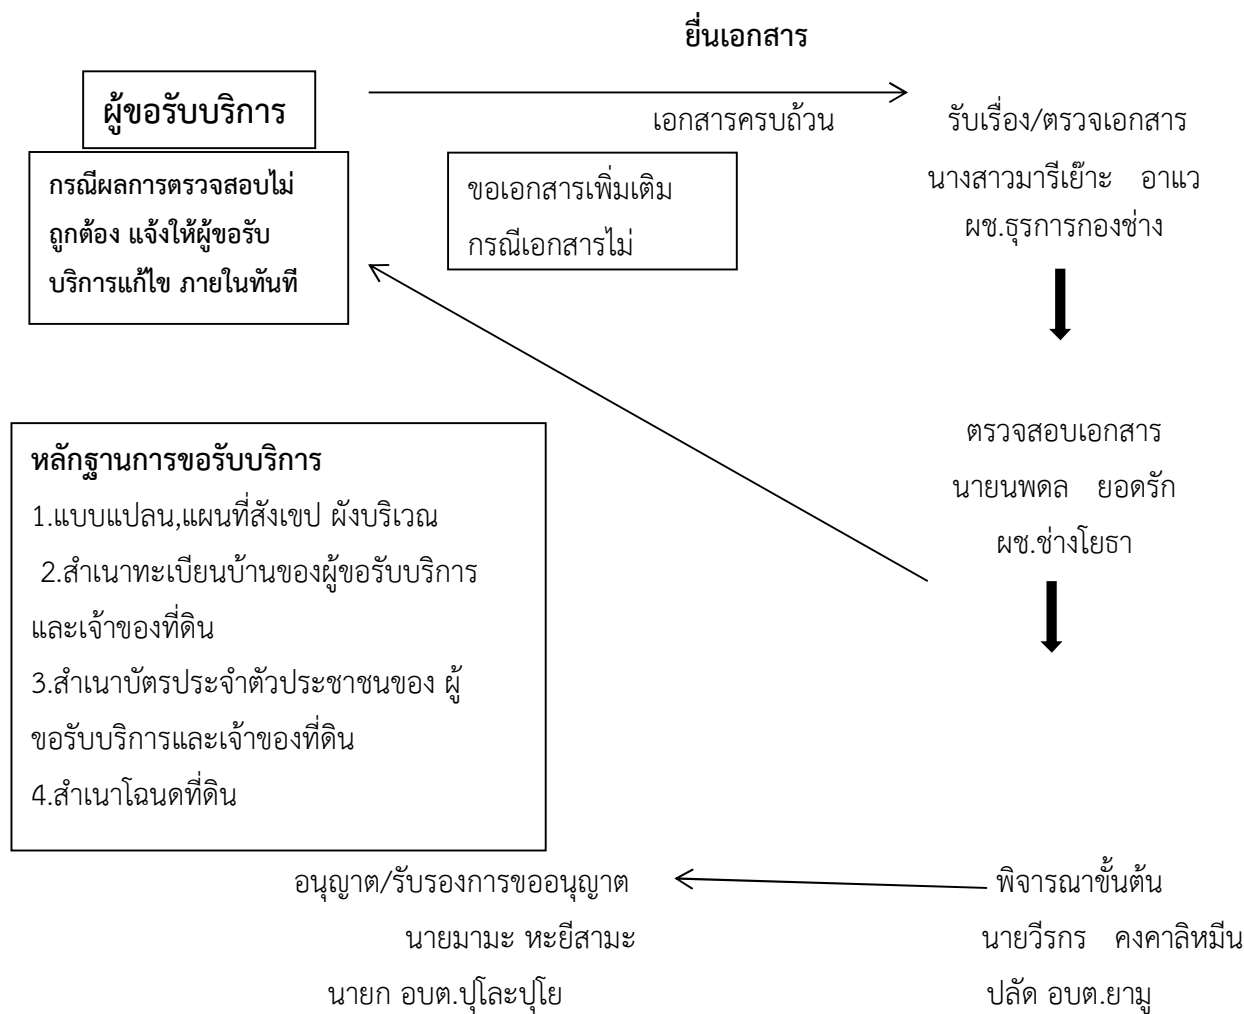 ยื่นเอกสาร
ผู้ขอรับบริการ
เอกสารครบถ้วน
รับเรื่อง/ตรวจเอกสาร
นางสาวมารีเย๊าะ อาแว
ผช.ธุรการกองช่าง
กรณีผลการตรวจสอบไม่
ถูกต้อง แจ้งให้ผู้ขอรับ
บริการแก้ไข ภายในทันที
ขอเอกสารเพิ่มเติม
กรณีเอกสารไม่
ตรวจสอบเอกสาร
นายนพดล ยอดรัก
ผช.ช่างโยธา
หลักฐานการขอรับบริการ
1.แบบแปลน,แผนที่สังเขป ผังบริเวณ
2.สำเนาทะเบียนบ้านของผู้ขอรับบริการ
และเจ้าของที่ดิน
3.สำเนาบัตรประจำตัวประชาชนของ ผู้
ขอรับบริการและเจ้าของที่ดิน
4.สำเนาโฉนดที่ดิน
พิจารณาขั้นต้น
นายวีรกร คงคาลิหมีน
ปลัด อบต.ยามู
อนุญาต/รับรองการขออนุญาต
นายมามะ หะยีสามะ
นายก อบต.ปุโละปุโย